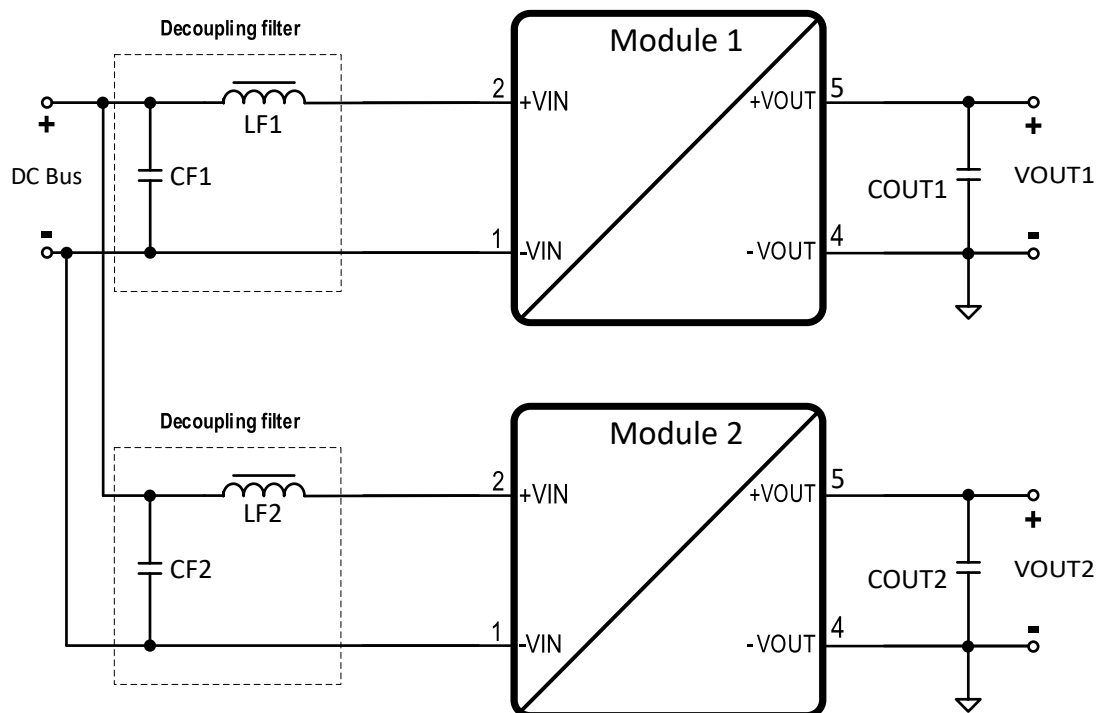 Decoupling filter
Module 1
2
+VIN
+VOUT
5
+
LF1
+
DC Bus
CF1
COUT1
VOUT1
-
1
-VIN
-VOUT
4
-
Decoupling filter
Module 2
2
+VIN
+VOUT
5
LF2
+
CF2
COUT2
VOUT2
1
-VIN
-VOUT
4
-